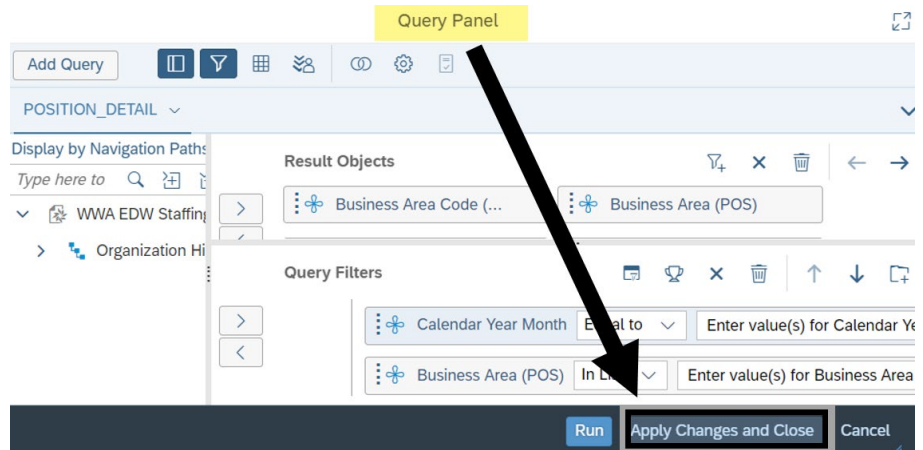 Query Panel
Add Query
POSITION_DETAIL
Display by Navigation Paths
Type here to
Result Objects
WWA EDW Staffing
Business Area Code (...
Business Area (POS)
Organization Hi
Query Filters
Calendar Year Month Equal to Enter value(s) for Calendar Ye
Business Area (POS) In Enter value(s) for Business Area
Run Apply Changes and Close Cancel